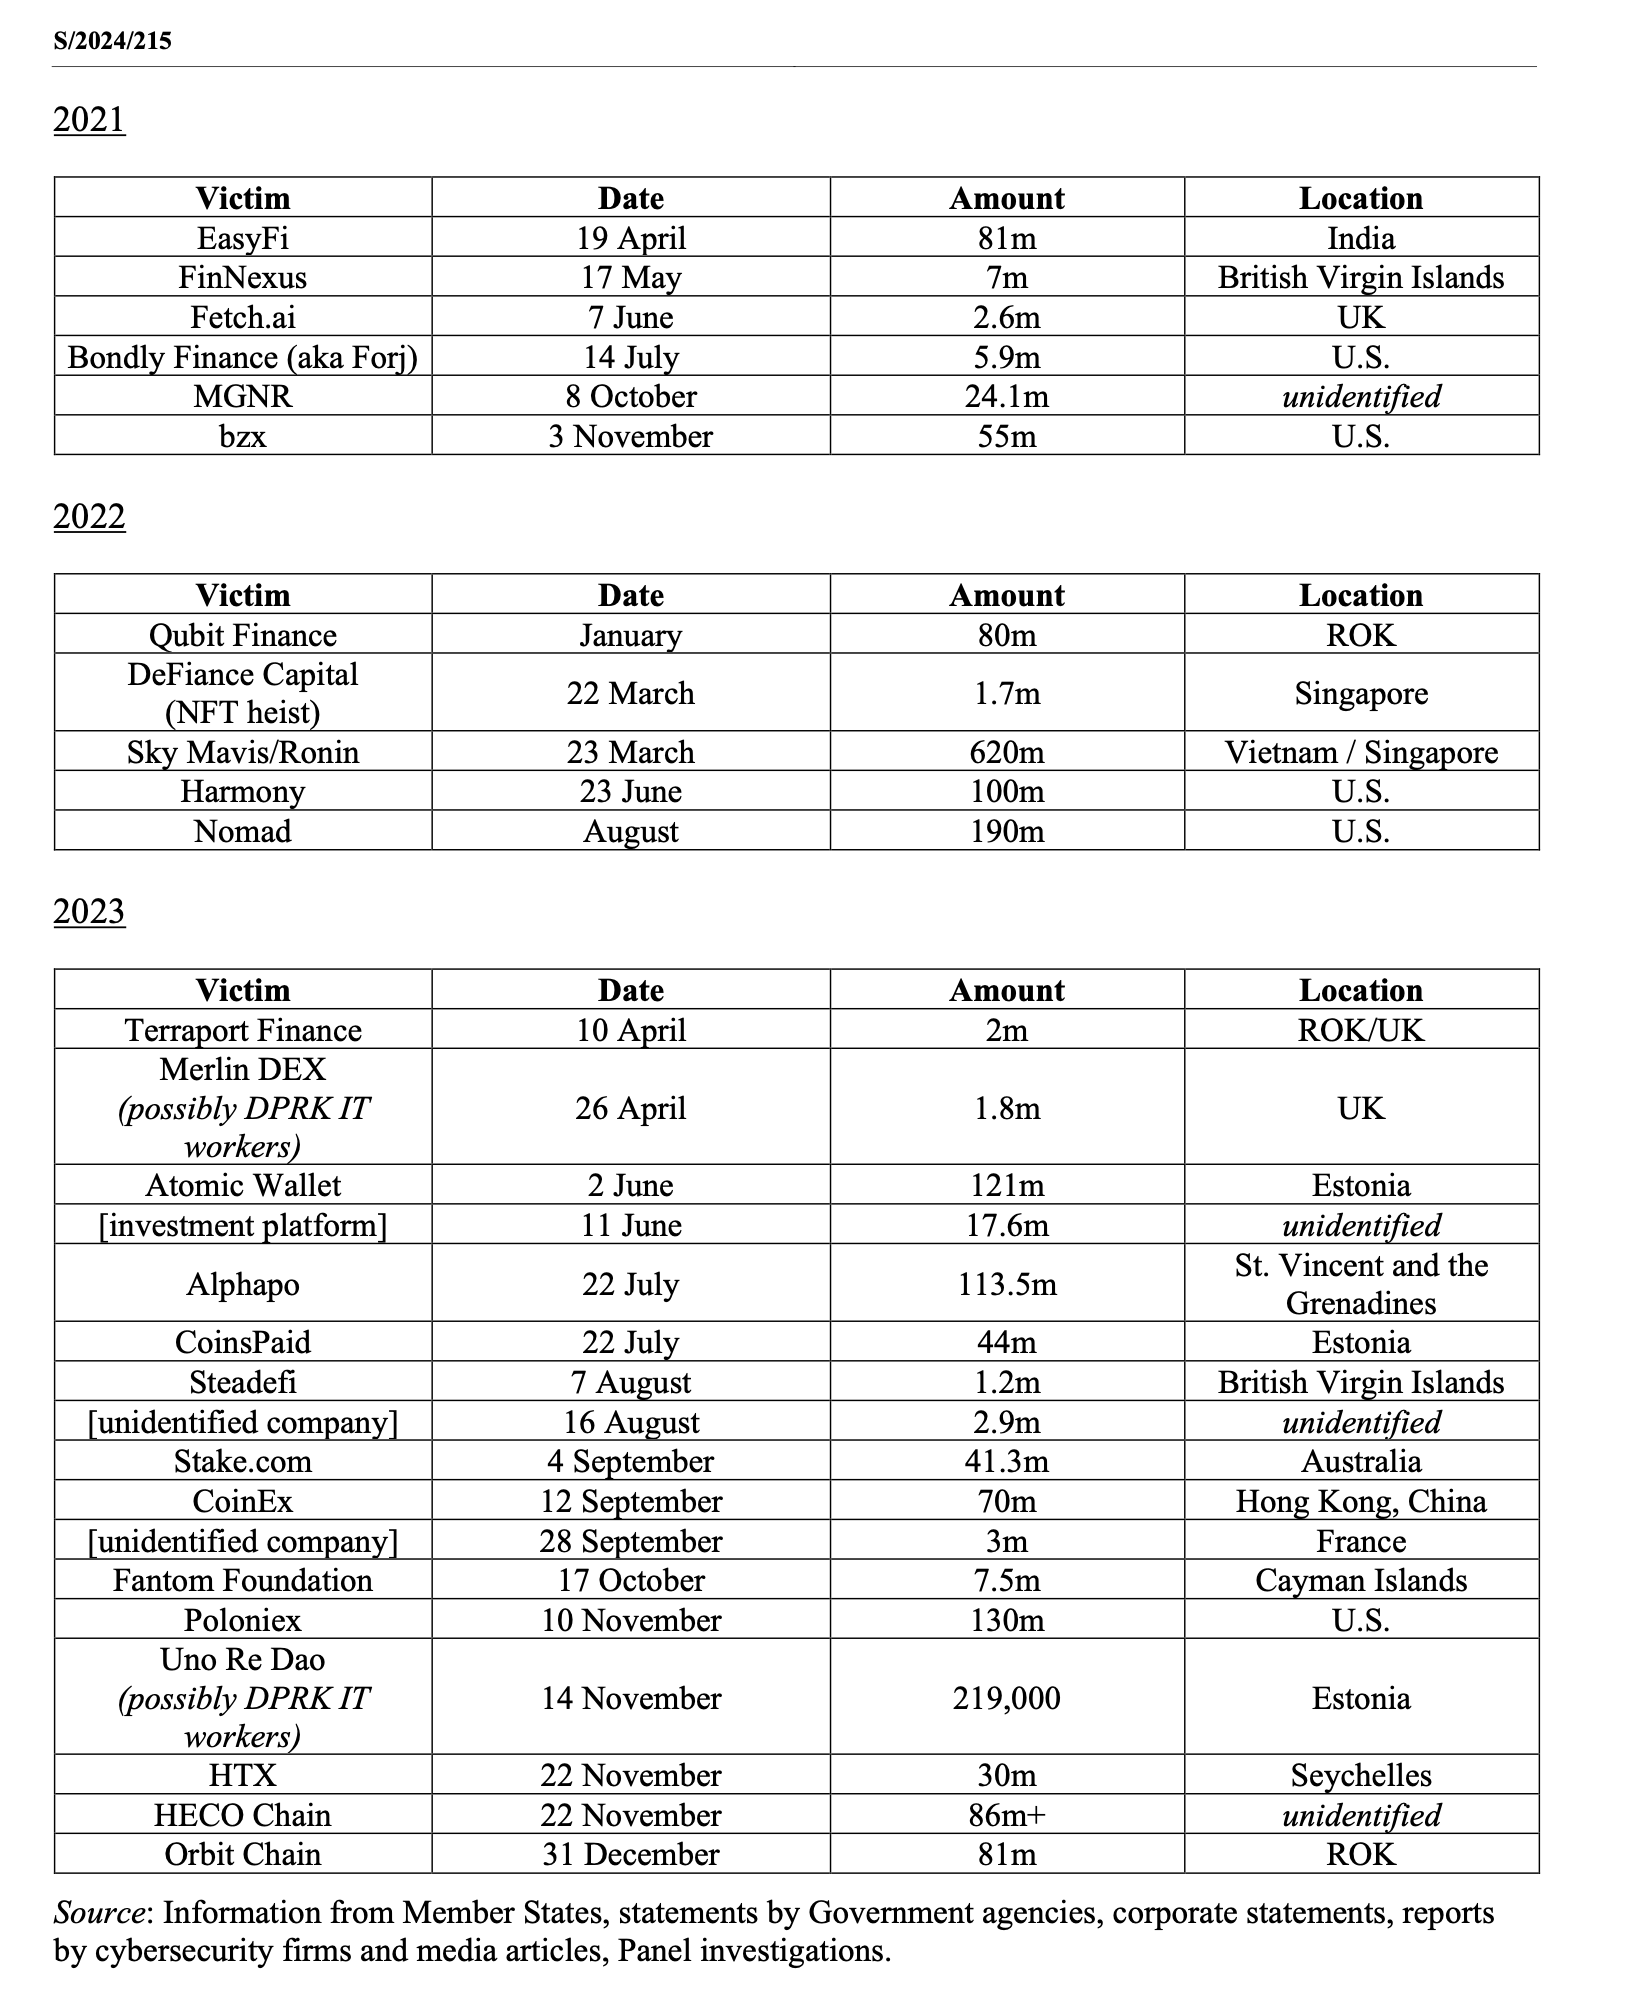 S/2024/215
2021
Victim Date Amount Location
EasyFi 19 April 81m India
FinNexus 17 May 7m British Virgin Islands
Fetch.ai 7 June 2.6m UK
Bondly Finance (aka Forj) 14 July 5.9m U.S.
MGNR 8 October 24.1m unidentified
bzx 3 November 55m U.S.
2022
Victim Date Amount Location
Qubit Finance January 80m ROK
DeFiance Capital
(NFT heist) 22 March 1.7m Singapore
Sky Mavis/Ronin 23 March 620m Vietnam / Singapore
Harmony 23 June 100m U.S.
Nomad August 190m U.S.
2023
Victim Date Amount Location
Terraport Finance 10 April 2m ROK/UK
Merlin DEX
(possibly DPRK IT 26 April 1.8m UK
workers)
Atomic Wallet 2 June 121m Estonia
[investment platform] 11 June 17.6m unidentified
Alphapo 22 July 113.5m St. Vincent and the
Grenadines
CoinsPaid 22 July 44m Estonia
Steadefi 7 August 1.2m British Virgin Islands
[unidentified company] 16 August 2.9m unidentified
Stake.com 4 September 41.3m Australia
CoinEx 12 September 70m Hong Kong, China
[unidentified company] 28 September 3m France
Fantom Foundation 17 October 7.5m Cayman Islands
Poloniex 10 November 130m U.S.
Uno Re Dao
(possibly DPRK IT 14 November 219,000 Estonia
workers)
HTX 22 November 30m Seychelles
HECO Chain 22 November 86m+ unidentified
Orbit Chain 31 December 81m ROK
Source: Information from Member States, statements by Government agencies, corporate statements, reports
by cybersecurity firms and media articles, Panel investigations.